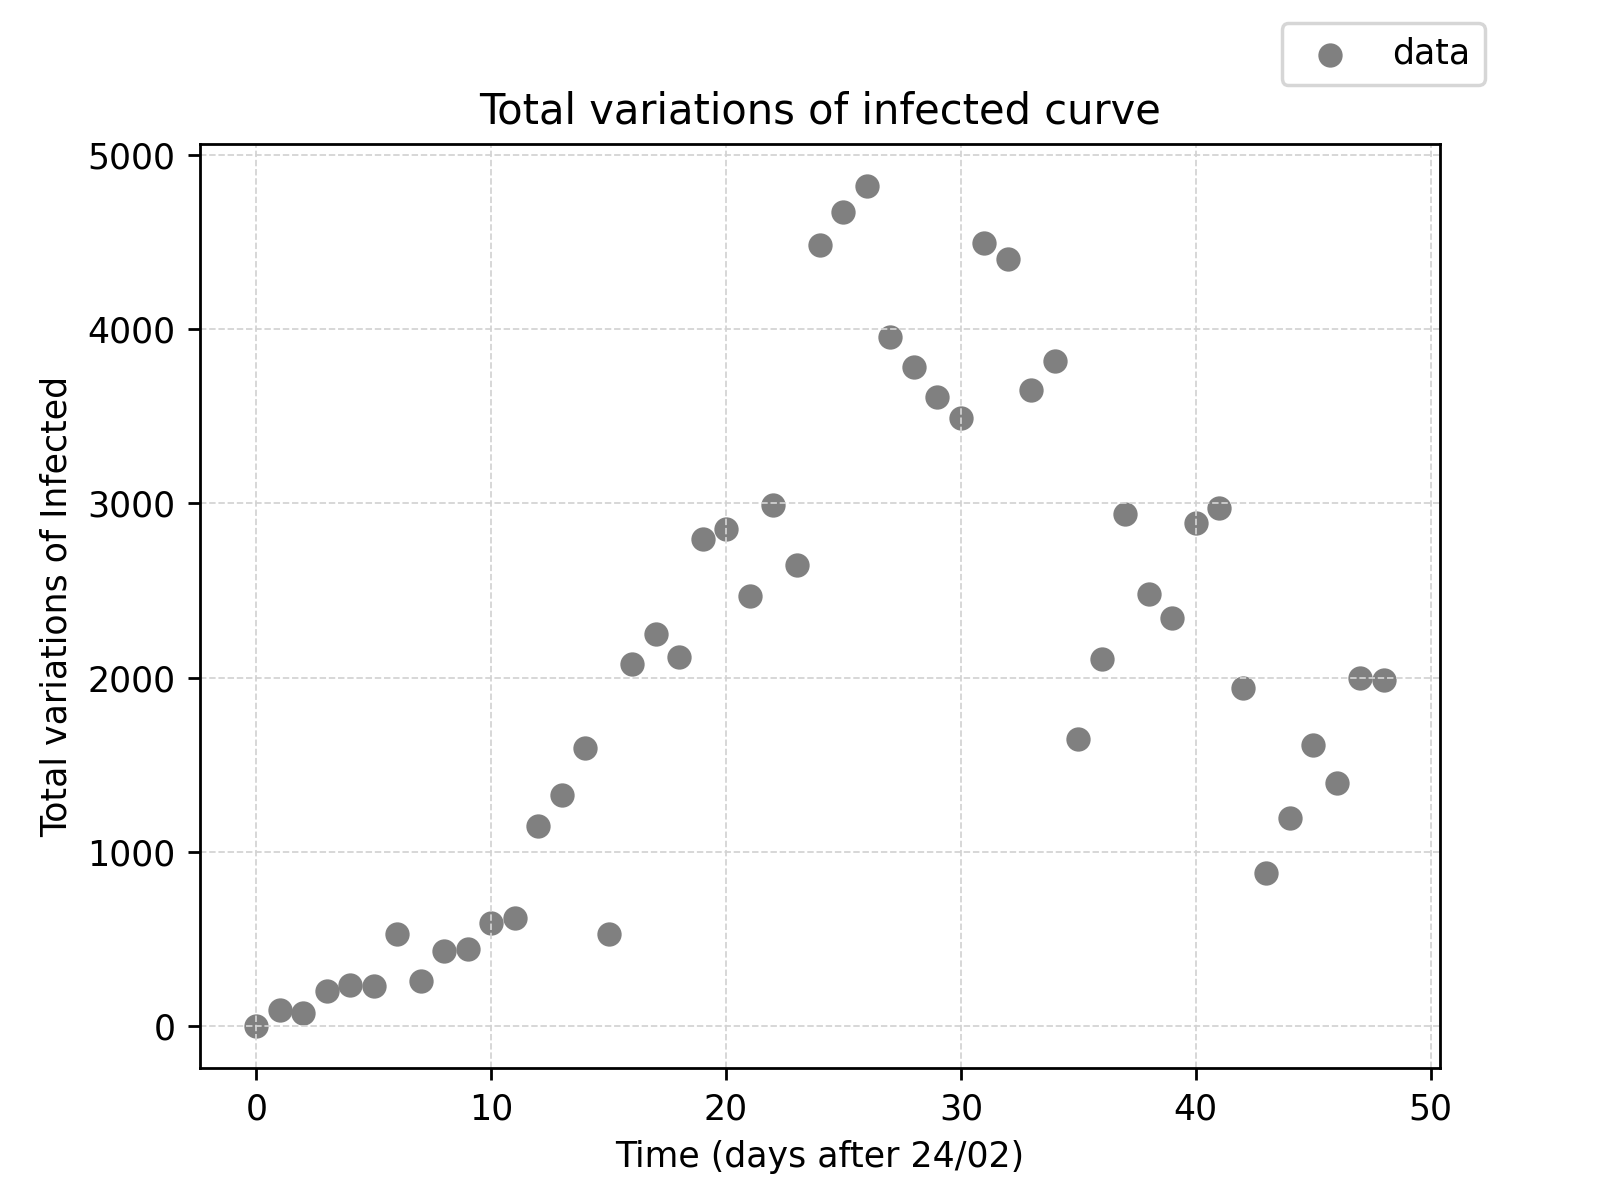 data
Total variations of infected curve
5000
4000
3000
2000
1000
0
Total variations of Infected
0 10 20 30 40 50
Time (days after 24/02)